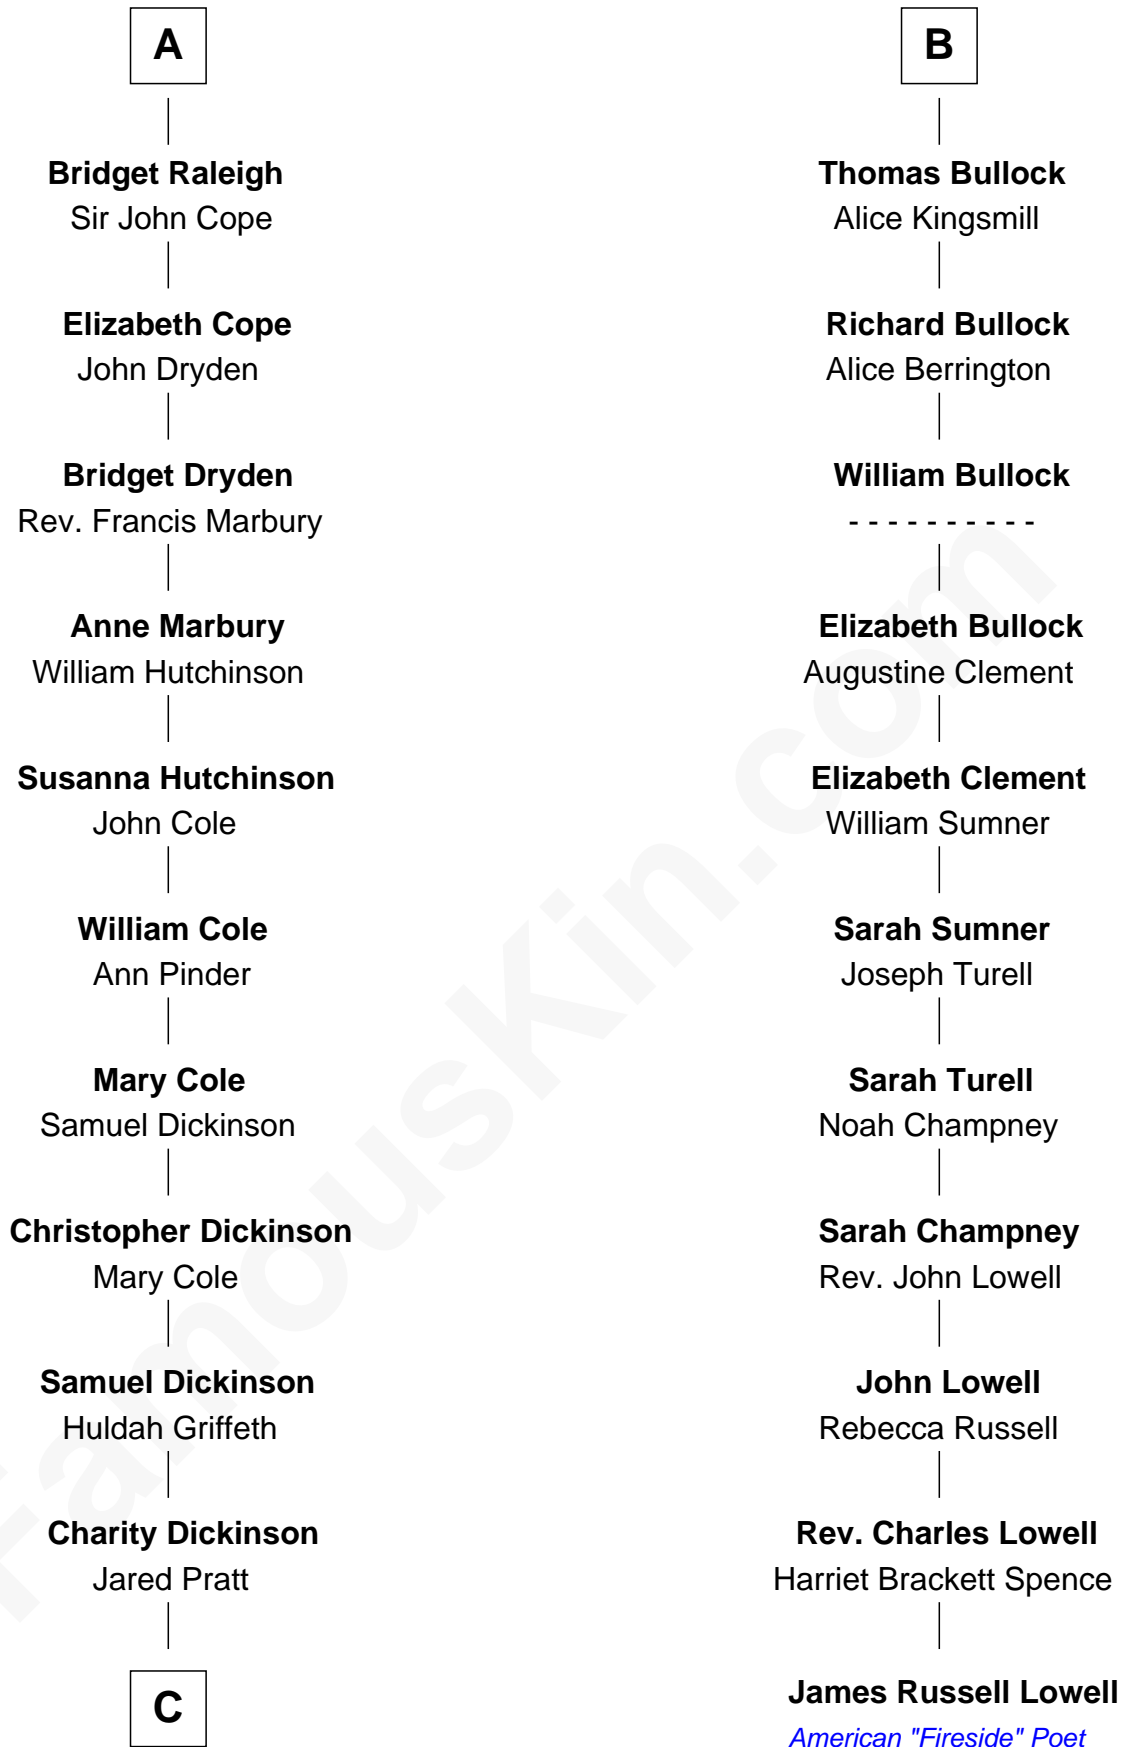 A
Bridget Raleigh
Sir John Cope
Elizabeth Cope
John Dryden
Bridget Dryden
Rev. Francis Marbury
Anne Marbury
William Hutchinson
Susanna Hutchinson
John Cole
William Cole
Ann Pinder
Mary Cole
Samuel Dickinson
Christopher Dickinson
Mary Cole
Samuel Dickinson
Huldah Griffeth
Charity Dickinson
Jared Pratt
C
B
Thomas Bullock
Alice Kingsmill
Richard Bullock
Alice Berrington
William Bullock
- - - - - - - - - -
Elizabeth Bullock
Augustine Clement
Elizabeth Clement
William Sumner
Sarah Sumner
Joseph Turell
Sarah Turell
Noah Champney
Sarah Champney
Rev. John Lowell
John Lowell
Rebecca Russell
Rev. Charles Lowell
Harriet Brackett Spence
James Russell Lowell
American "Fireside" Poet
FamousKin.com